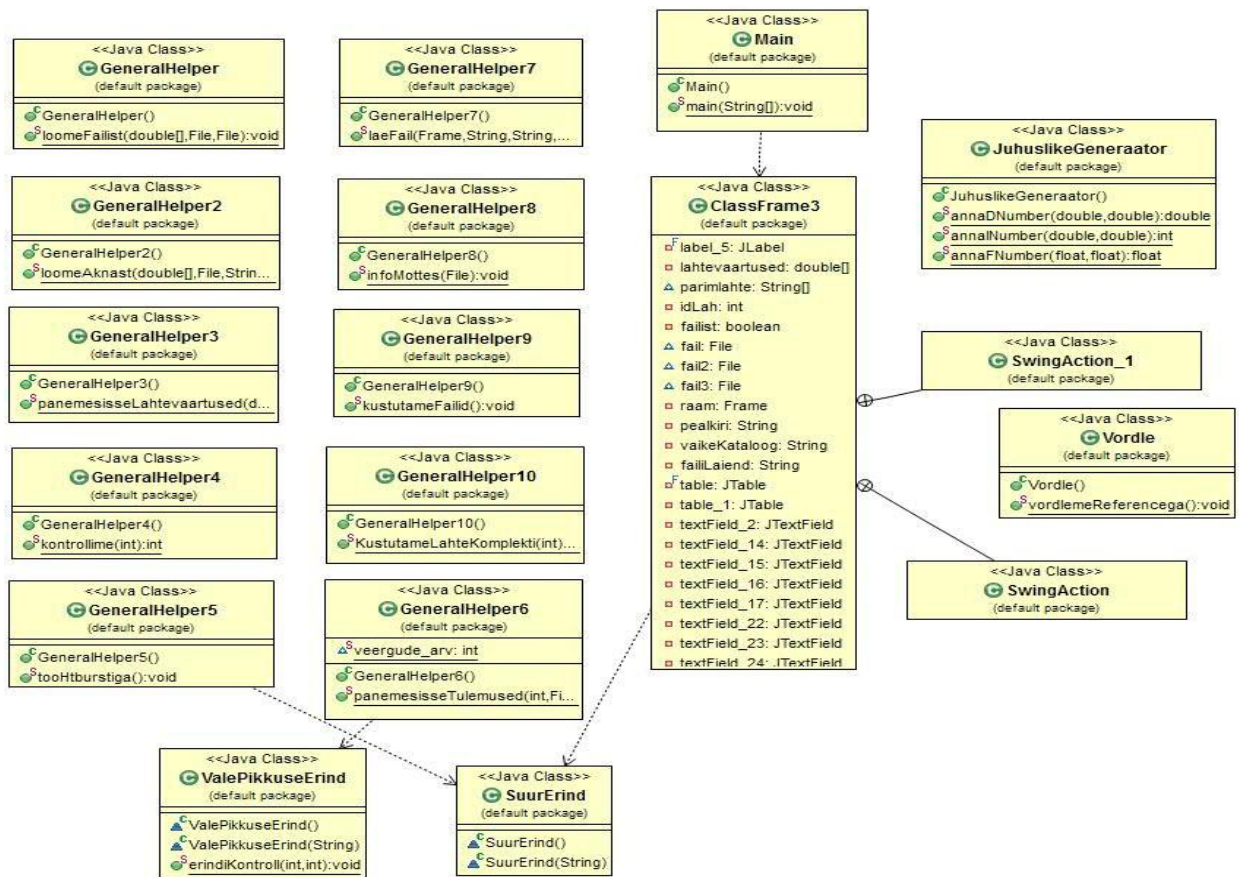 <<Java Class>>
GeneralHelper
(default package)
GeneralHelper()
loomeFailist(double[],File,File):void
<<Java Class>>
GeneralHelper2
(default package)
GeneralHelper2()
loomeAknast(double[],File,Strin...
<<Java Class>>
GeneralHelper3
(default package)
GeneralHelper3()
panemesisseLahtevaartused(d...
<<Java Class>>
GeneralHelper4
(default package)
GeneralHelper4()
kontrollime(int):int
<<Java Class>>
GeneralHelper5
(default package)
GeneralHelper5()
tooHtburstiga():void
<<Java Class>>
GeneralHelper7
(default package)
GeneralHelper7()
laeFail(Frame,String,String,...
<<Java Class>>
GeneralHelper8
(default package)
GeneralHelper8()
infoMottes(File):void
<<Java Class>>
GeneralHelper9
(default package)
GeneralHelper9()
kustutameFailid():void
<<Java Class>>
GeneralHelper10
(default package)
GeneralHelper10()
KustutameLahteKomplekti(int)...
<<Java Class>>
GeneralHelper6
(default package)
veergude_arv: int
GeneralHelper6()
panemesisseTulemused(int,Fi...
<<Java Class>>
ValePikkuseErind
(default package)
ValePikkuseErind()
ValePikkuseErind(String)
erindiKontroll(int,int):void
<<Java Class>>
SuurErind
(default package)
SuurErind()
SuurErind(String)
<<Java Class>>
Main
(default package)
Main()
main(String[]):void
<<Java Class>>
ClassFrame3
(default package)
label_5: JLabel
lahtevaartused: double[]
parimlahte: String[]
idLah: int
failist: boolean
fail: File
fail2: File
fail3: File
raam: Frame
pealkiri: String
vaikeKataloog: String
failiLaiend: String
table: JTable
table_1: JTable
textField_2: JTextField
textField_14: JTextField
textField_15: JTextField
textField_16: JTextField
textField_17: JTextField
textField_22: JTextField
textField_23: JTextField
textField_24: JTextField
<<Java Class>>
JuhuslikeGeneraator
(default package)
JuhuslikeGeneraator()
annaDNumber(double,double):double
annaINumber(double,double):int
annaFNumber(float,float):float
<<Java Class>>
SwingAction_1
(default package)
<<Java Class>>
Vordle
(default package)
Vordle()
vordlemeReferencega():void
<<Java Class>>
SwingAction
(default package)